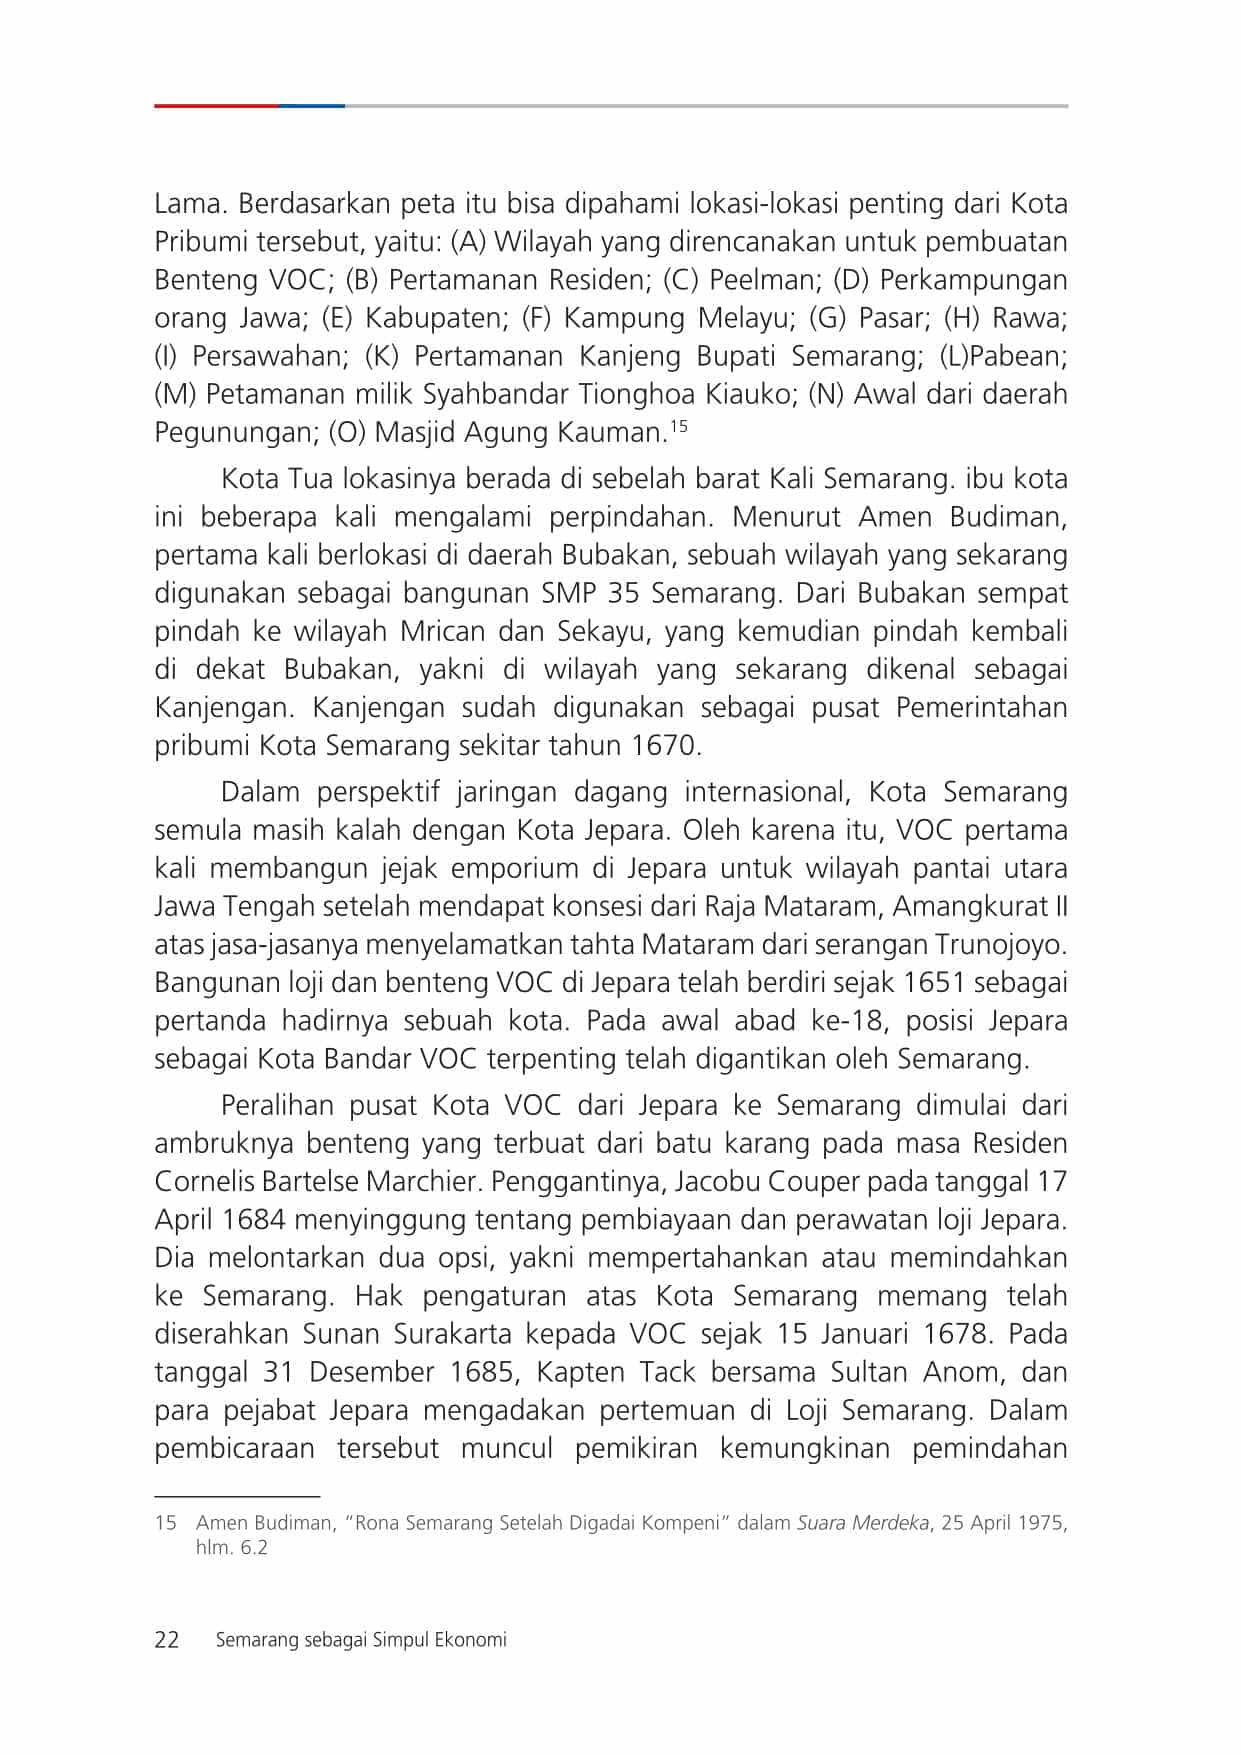 Lama. Berdasarkan peta itu bisa dipahami lokasi-lokasi penting dari Kota
Pribumi tersebut, yaitu: (A) Wilayah yang direncanakan untuk pembuatan
Benteng VOC; (B) Pertamanan Residen; (C) Peelman; (D) Perkampungan
orang Jawa; (E) Kabupaten; (F) Kampung Melayu; (G) Pasar; (H) Rawa;
(I) Persawahan; (K) Pertamanan Kanjeng Bupati Semarang; (L)Pabean;
(M) Petamanan milik Syahbandar Tionghoa Kiauko; (N) Awal dari daerah
Pegunungan; (O) Masjid Agung Kauman.15
Kota Tua lokasinya berada di sebelah barat Kali Semarang. ibu kota
ini beberapa kali mengalami perpindahan. Menurut Amen Budiman,
pertama kali berlokasi di daerah Bubakan, sebuah wilayah yang sekarang
digunakan sebagai bangunan SMP 35 Semarang. Dari Bubakan sempat
pindah ke wilayah Mrican dan Sekayu, yang kemudian pindah kembali
di dekat Bubakan, yakni di wilayah yang sekarang dikenal sebagai
Kanjengan. Kanjengan sudah digunakan sebagai pusat Pemerintahan
pribumi Kota Semarang sekitar tahun 1670.
Dalam perspektif jaringan dagang internasional, Kota Semarang
semula masih kalah dengan Kota Jepara. Oleh karena itu, VOC pertama
kali membangun jejak emporium di Jepara untuk wilayah pantai utara
Jawa Tengah setelah mendapat konsesi dari Raja Mataram, Amangkurat II
atas jasa-jasanya menyelamatkan tahta Mataram dari serangan Trunojoyo.
Bangunan loji dan benteng VOC di Jepara telah berdiri sejak 1651 sebagai
pertanda hadirnya sebuah kota. Pada awal abad ke-18, posisi Jepara
sebagai Kota Bandar VOC terpenting telah digantikan oleh Semarang.
Peralihan pusat Kota VOC dari Jepara ke Semarang dimulai dari
ambruknya benteng yang terbuat dari batu karang pada masa Residen
Cornelis Bartelse Marchier. Penggantinya, Jacobu Couper pada tanggal 17
April 1684 menyinggung tentang pembiayaan dan perawatan loji Jepara.
Dia melontarkan dua opsi, yakni mempertahankan atau memindahkan
ke Semarang. Hak pengaturan atas Kota Semarang memang telah
diserahkan Sunan Surakarta kepada VOC sejak 15 Januari 1678. Pada
tanggal 31 Desember 1685, Kapten Tack bersama Sultan Anom, dan
para pejabat Jepara mengadakan pertemuan di Loji Semarang. Dalam
pembicaraan tersebut muncul pemikiran kemungkinan pemindahan
15 Amen Budiman, “Rona Semarang Setelah Digadai Kompeni” dalam Suara Merdeka, 25 April 1975,
hlm. 6.2
22 Semarang sebagai Simpul Ekonomi